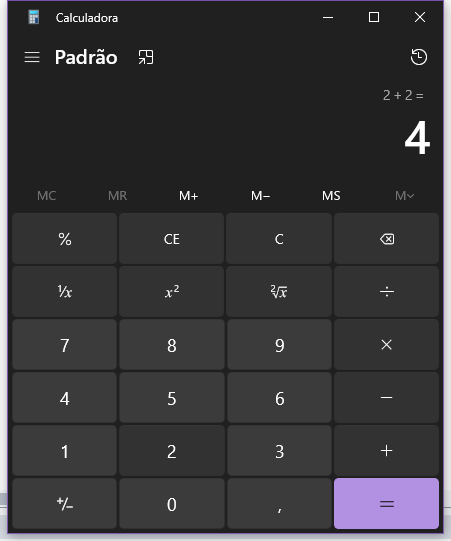 Calculadora
Padrão
2 + 2 =
4
MC MR M+ M− MS M
% CE C
¹/x x² ²√x ÷
7 8 9 ×
4 5 6 −
1 2 3 +
+/− 0 , =